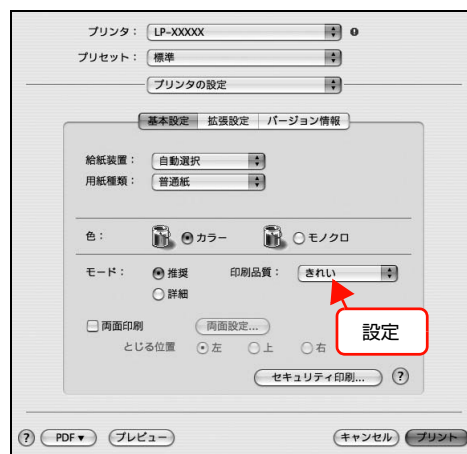 プリンタ： LP-XXXXX
プリセット： 標準
プリンタの設定
基本設定 拡張設定 バージョン情報
給紙装置： 自動選択
用紙種類： 普通紙
色： カラー モノクロ
モード： 推奨 印刷品質： きれい
詳細
設定
両面印刷 両面設定...
とじる位置 左 上 右
セキュリティ印刷... ?
? PDF▼ プレビュー キャンセル プリント